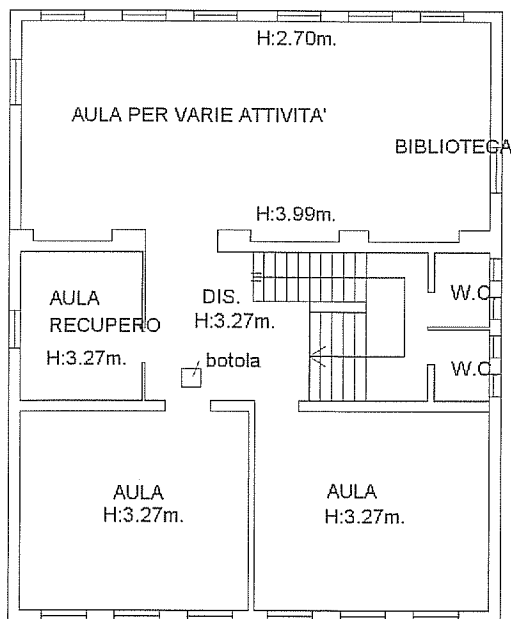 H:2.70m.
AULA PER VARIE ATTIVITA'
BIBLIOTEGA
H:3.99m.
AULA
RECUPERO
H:3.27m.
DIS.
H:3.27m.
W.C
botola
W.C
AULA
H:3.27m.
AULA
H:3.27m.